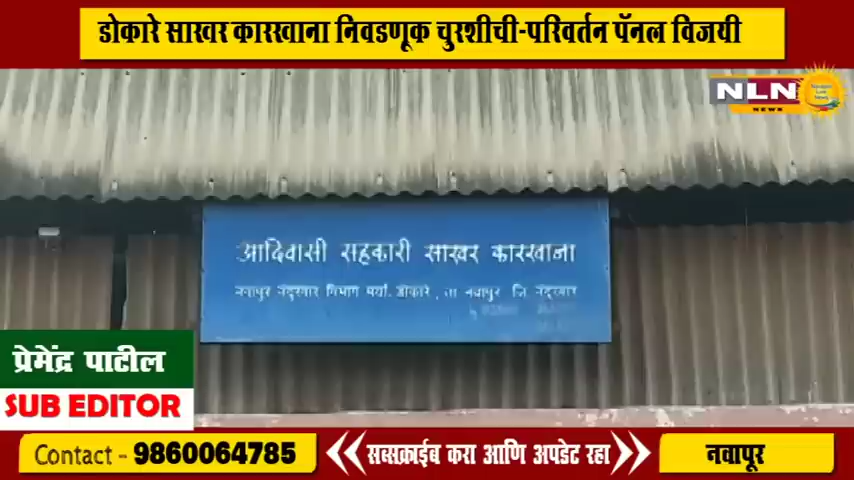 डोकारे साखर कारखाना निवडणूक चुरशीची-परिवर्तन पॅनल विजयी
NLN
NEWS
आदिवासी सहकारी साखर कारखाना
नवापूर नंदुरबार विभाग मर्या. डोकारे, ता नवापूर जि नंदुरबार
प्रेमेंद्र पाटील
SUB EDITOR
Contact - 9860064785
सब्सक्राईब करा आणि अपडेट रहा
नवापूर